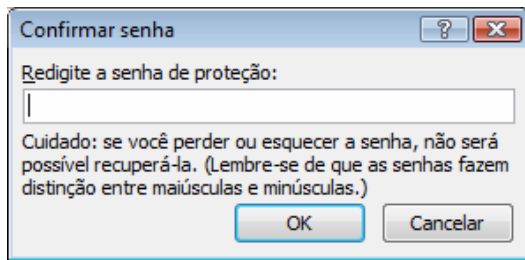 Confirmar senha
Redigite a senha de proteção:
Cuidado: se você perder ou esquecer a senha, não será
possível recuperá-la. (Lembre-se de que as senhas fazem
distinção entre maiúsculas e minúsculas.)
OK Cancelar